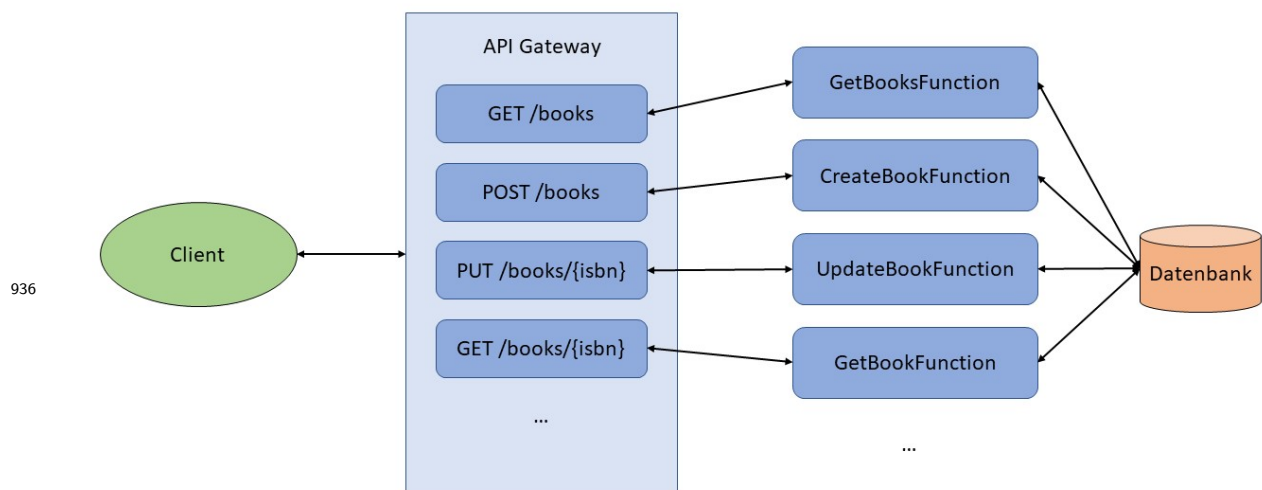 API Gateway
GET /books
POST /books
PUT /books/{isbn}
GET /books/{isbn}
...
Client
936
GetBooksFunction
CreateBookFunction
UpdateBookFunction
GetBookFunction
...
Datenbank